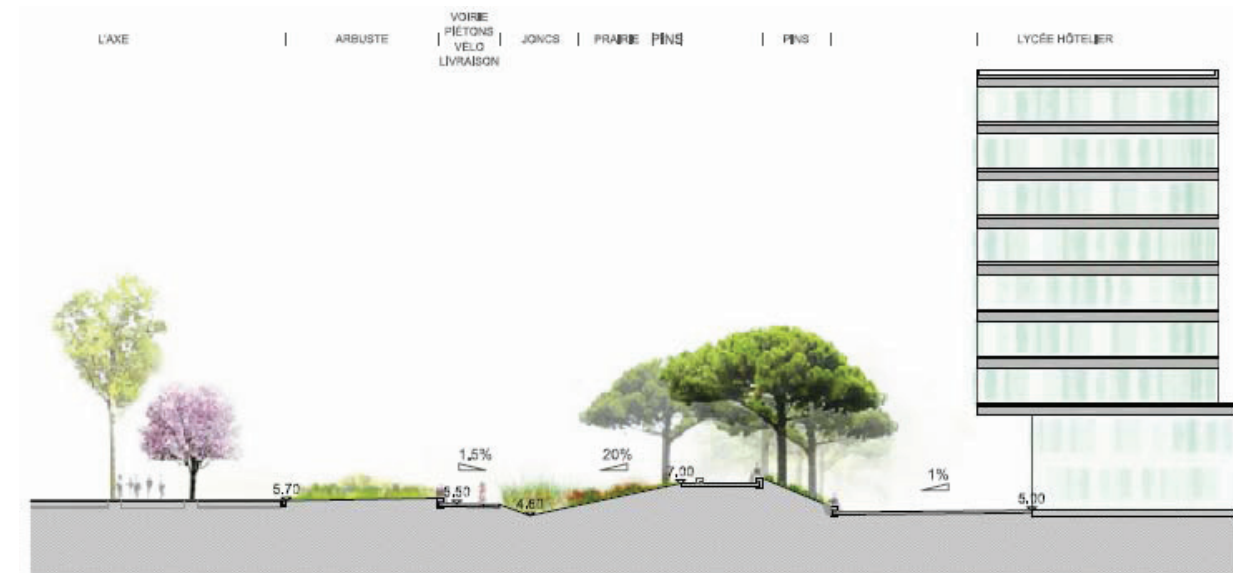 L'AXE
ARBUSTE
VOIRIE
PIÉTONS
VÉLO
LIVRAISON
JONCS
PRAIRIE
PINS
PINS
LYCÉE HÔTELIER
1.5%
20%
7.00
1%
5.70
5.50
4.60
5.00